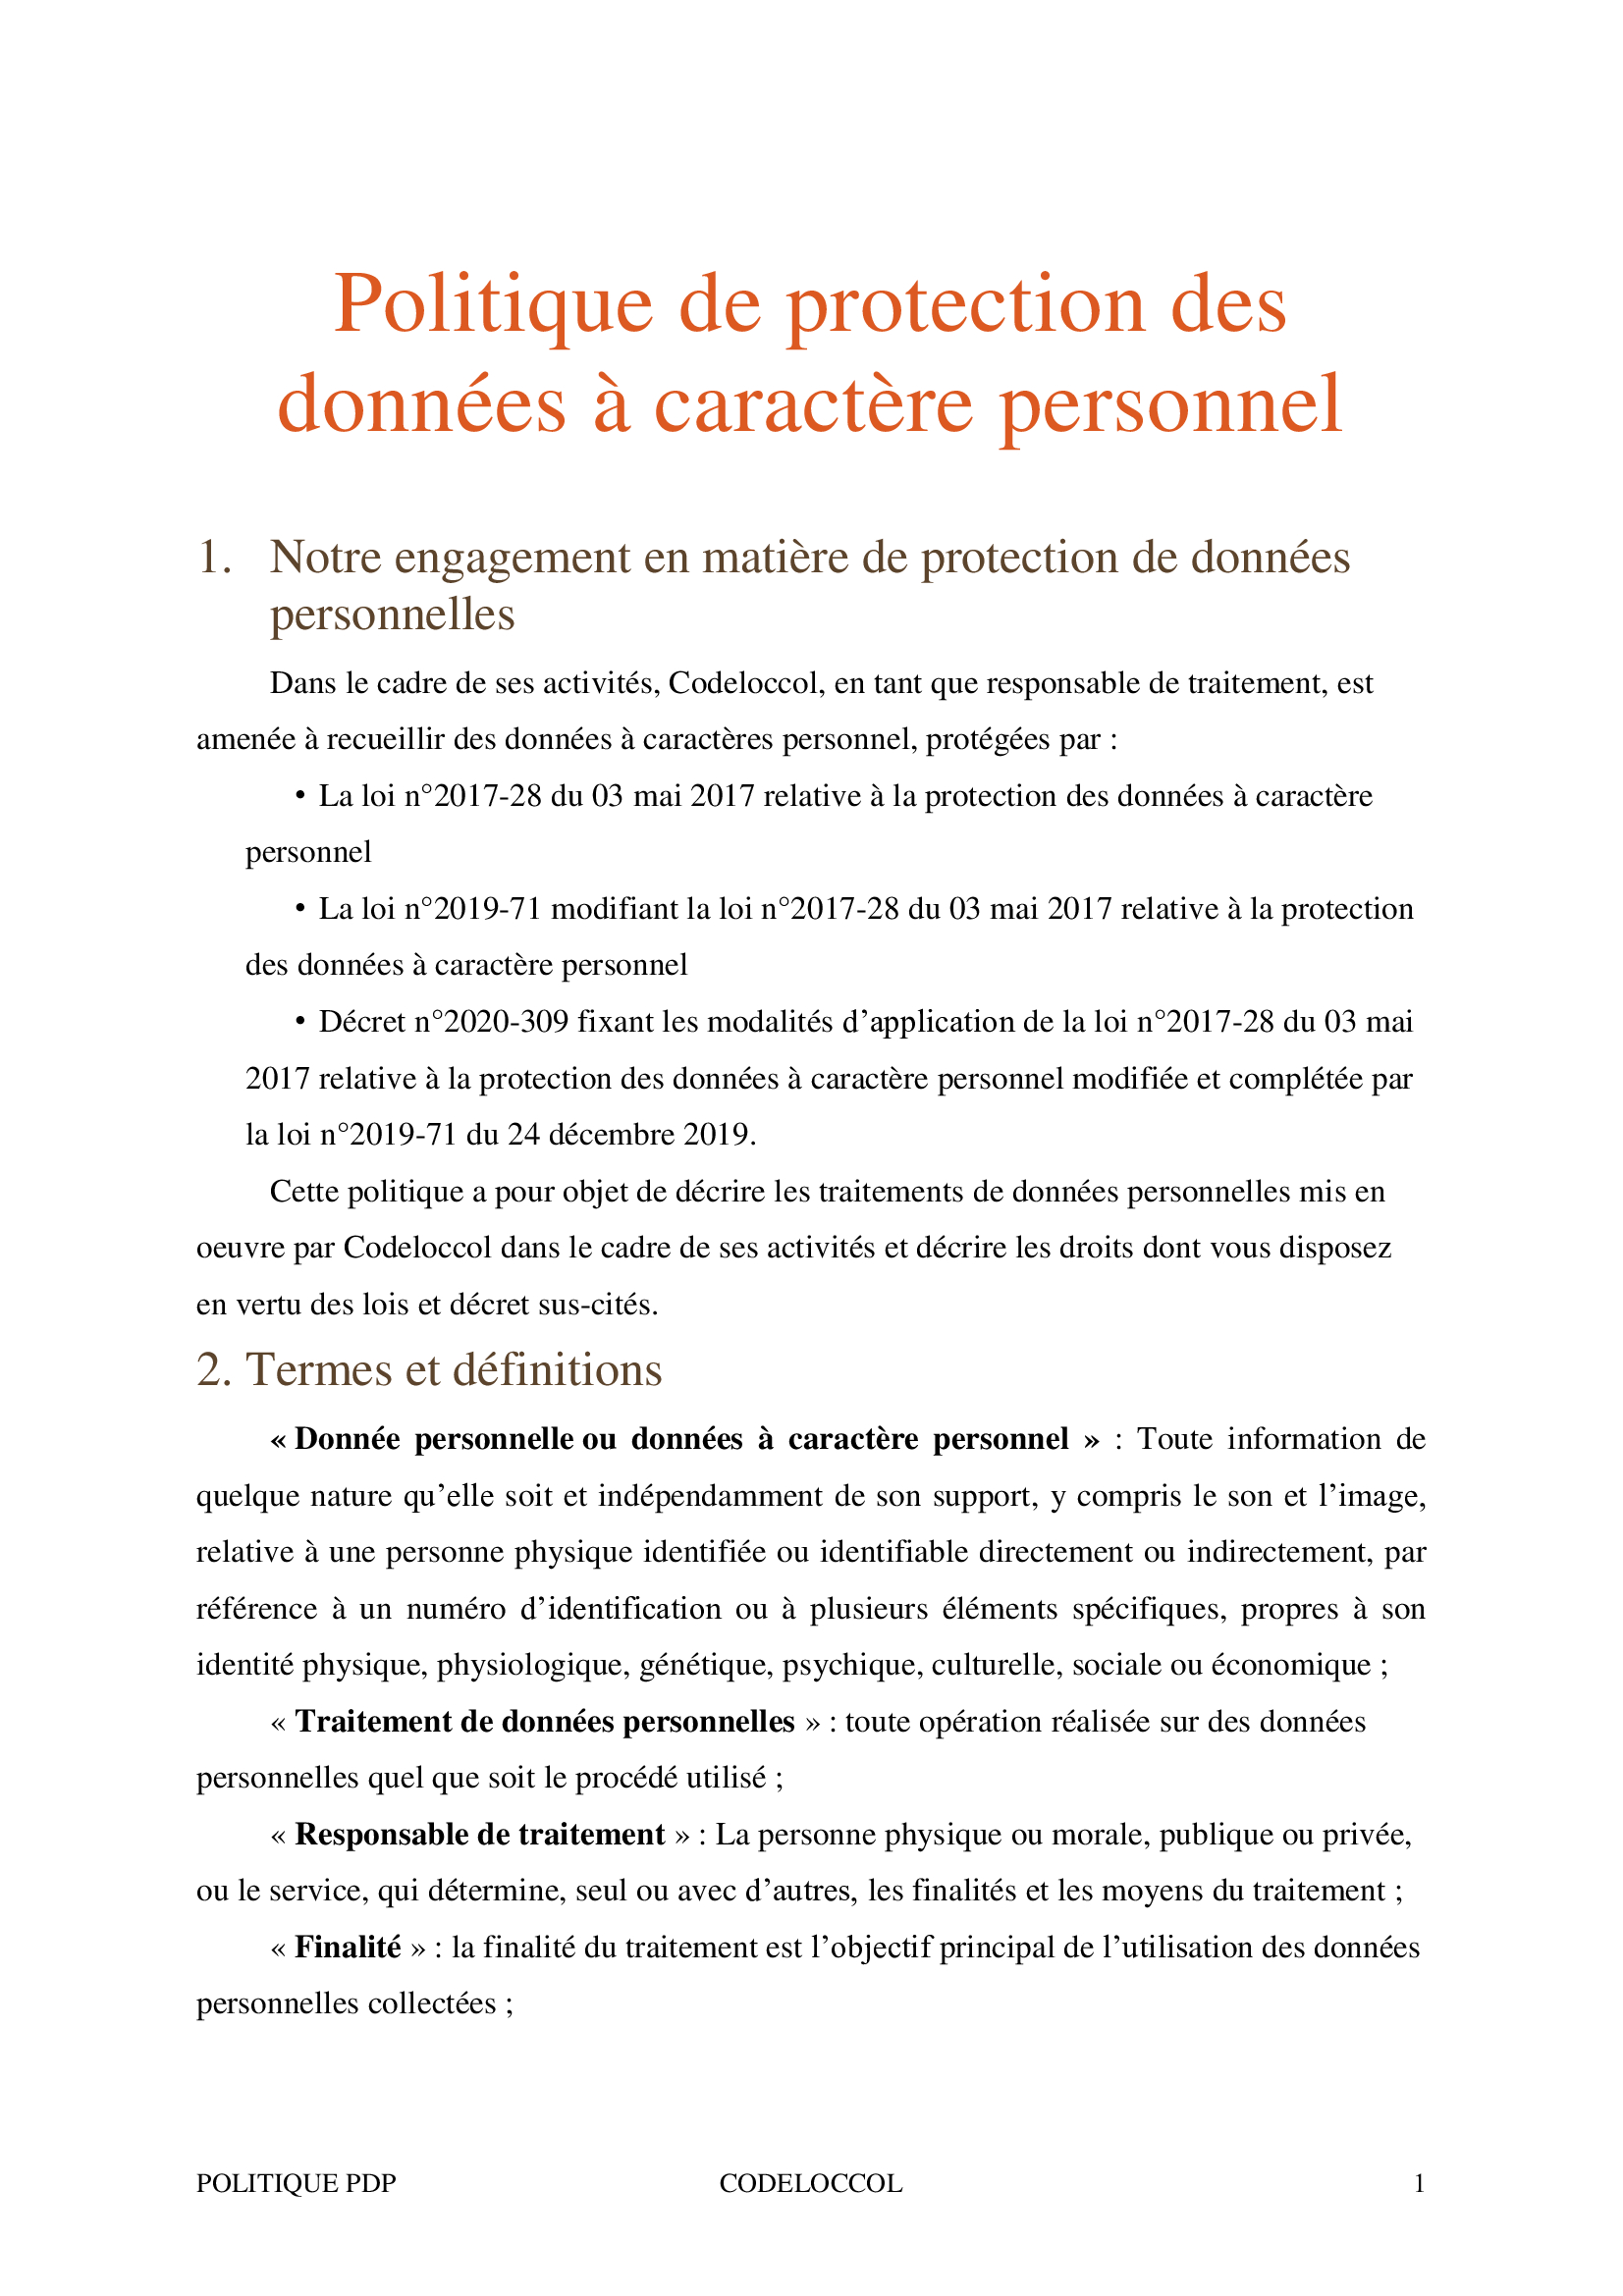 Politique de protection des
données à caractère personnel
1. Notre engagement en matière de protection de données
personnelles
Dans le cadre de ses activités, Codeloccol, en tant que responsable de traitement, est
amenée à recueillir des données à caractères personnel, protégées par :
• La loi n°2017-28 du 03 mai 2017 relative à la protection des données à caractère
personnel
• La loi n°2019-71 modifiant la loi n°2017-28 du 03 mai 2017 relative à la protection
des données à caractère personnel
• Décret n°2020-309 fixant les modalités d’application de la loi n°2017-28 du 03 mai
2017 relative à la protection des données à caractère personnel modifiée et complétée par
la loi n°2019-71 du 24 décembre 2019.
Cette politique a pour objet de décrire les traitements de données personnelles mis en
oeuvre par Codeloccol dans le cadre de ses activités et décrire les droits dont vous disposez
en vertu des lois et décret sus-cités.
2. Termes et définitions
« Donnée personnelle ou données à caractère personnel » : Toute information de
quelque nature qu’elle soit et indépendamment de son support, y compris le son et l’image,
relative à une personne physique identifiée ou identifiable directement ou indirectement, par
référence à un numéro d’identification ou à plusieurs éléments spécifiques, propres à son
identité physique, physiologique, génétique, psychique, culturelle, sociale ou économique ;
« Traitement de données personnelles » : toute opération réalisée sur des données
personnelles quel que soit le procédé utilisé ;
« Responsable de traitement » : La personne physique ou morale, publique ou privée,
ou le service, qui détermine, seul ou avec d’autres, les finalités et les moyens du traitement ;
« Finalité » : la finalité du traitement est l’objectif principal de l’utilisation des données
personnelles collectées ;
POLITIQUE PDP CODELOCCOL 1